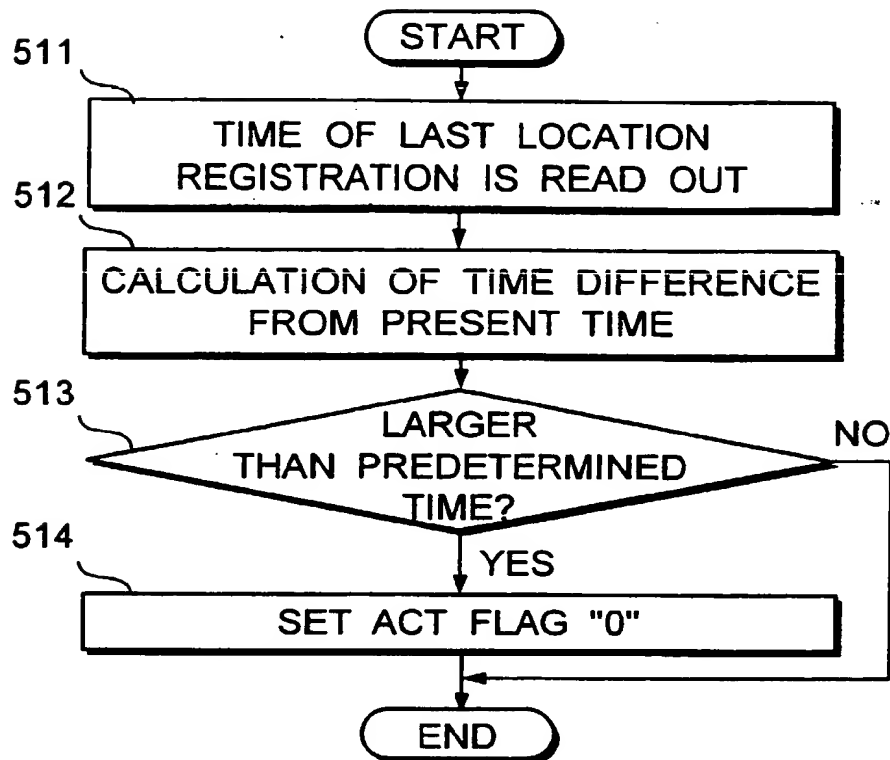 START
511
TIME OF LAST LOCATION
REGISTRATION IS READ OUT
512
CALCULATION OF TIME DIFFERENCE
FROM PRESENT TIME
513
LARGER
THAN PREDETERMINED
TIME?
NO
514
YES
SET ACT FLAG "0"
END